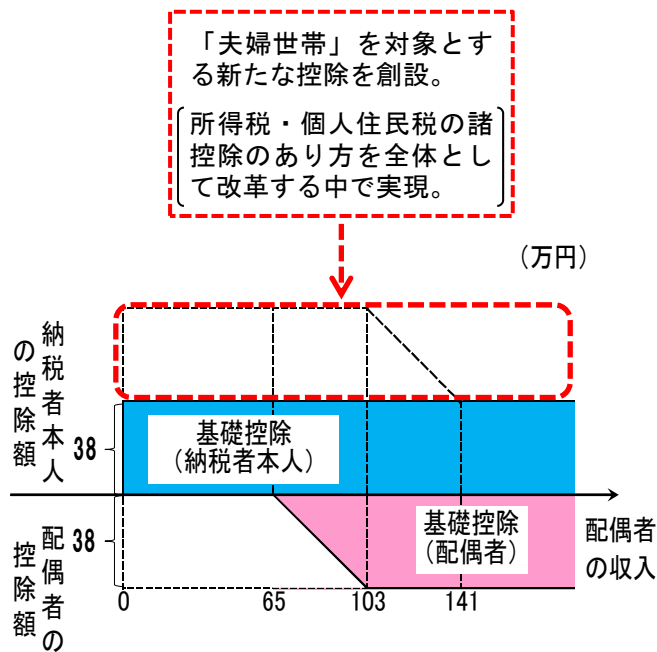 「夫婦世帯」を対象とす
る新たな控除を創設。
所得税・個人住民税の諸
控除のあり方を全体とし
て改革する中で実現。
（万円）
納税者本人
の控除額
38
基礎控除
（納税者本人）
配偶者の
控除額
38
基礎控除
（配偶者）
配偶者
の収入
0
65
103
141